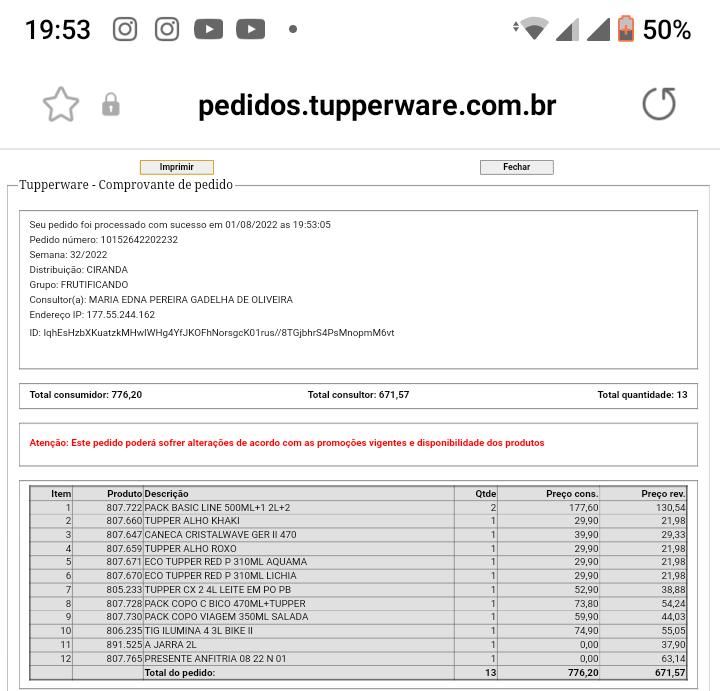 19:53 50%
pedidos.tupperware.com.br
Imprimir Fechar
Tupperware - Comprovante de pedido
Seu pedido foi processado com sucesso em 01/08/2022 as 19:53:05
Pedido número: 10152642202232
Semana: 32/2022
Distribuição: CIRANDA
Grupo: FRUTIFICANDO
Consultor(a): MARIA EDNA PEREIRA GADELHA DE OLIVEIRA
Endereço IP: 177.55.244.162
ID: IqhEsHzbXKuatzkMHwIWHg4YfJKOFhNorsgcK01rus//8TGjbhrS4PsMnopmM6vt
Total consumidor: 776,20 Total consultor: 671,57 Total quantidade: 13
Atenção: Este pedido poderá sofrer alterações de acordo com as promoções vigentes e disponibilidade dos produtos
Item Produto Descrição Qtde Preço cons. Preço rev.
1 807.722 PACK BASIC LINE 500ML+1 2L+2 2 177,60 130,54
2 807.660 TUPPER ALHO KHAKI 1 29,90 21,98
3 807.647 CANECA CRISTALWAVE GER II 470 1 39,90 29,33
4 807.659 TUPPER ALHO ROXO 1 29,90 21,98
5 807.671 ECO TUPPER RED P 310ML AQUAMA 1 29,90 21,98
6 807.670 ECO TUPPER RED P 310ML LICHIA 1 29,90 21,98
7 805.233 TUPPER CX 2 4L LEITE EM PO PB 1 52,90 38,88
8 807.728 PACK COPO C BICO 470ML+TUPPER 1 73,80 54,24
9 807.730 PACK COPO VIAGEM 350ML SALADA 1 59,90 44,03
10 806.235 TIG ILUMINA 4 3L BIKE II 1 74,90 55,05
11 891.525 A JARRA 2L 1 0,00 37,90
12 807.765 PRESENTE ANFITRIA 08 22 N 01 1 0,00 63,14
Total do pedido: 13 776,20 671,57